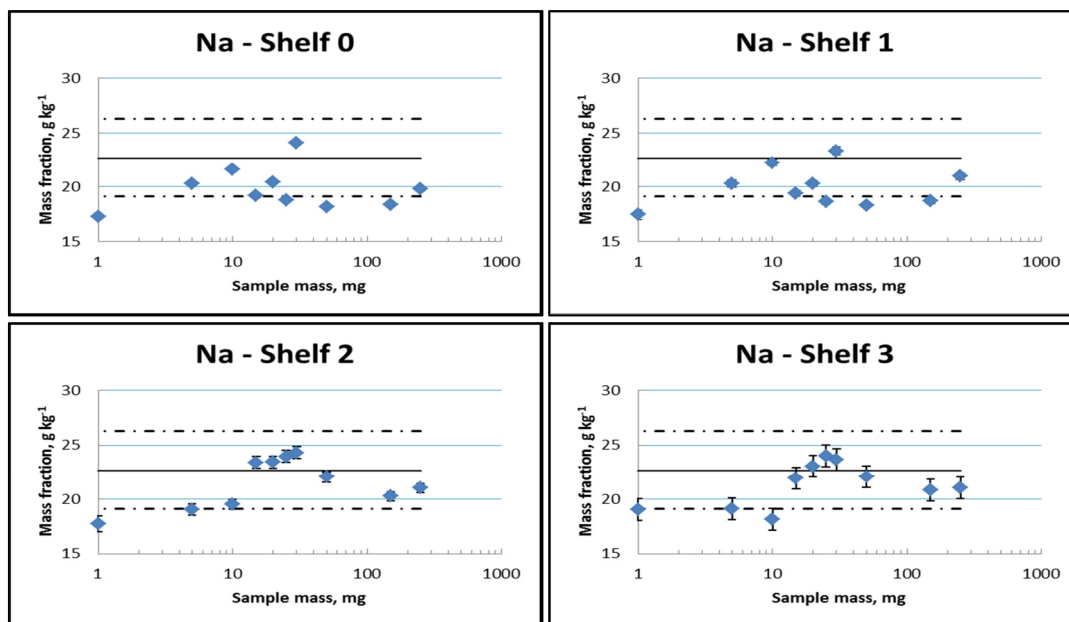 Na - Shelf 0
Mass fraction, g kg-1
30
25
20
15
1
10
100
1000
Sample mass, mg
Na - Shelf 1
Mass fraction, g kg-1
30
25
20
15
1
10
100
1000
Sample mass, mg
Na - Shelf 2
Mass fraction, g kg-1
30
25
20
15
1
10
100
1000
Sample mass, mg
Na - Shelf 3
Mass fraction, g kg-1
30
25
20
15
1
10
100
1000
Sample mass, mg